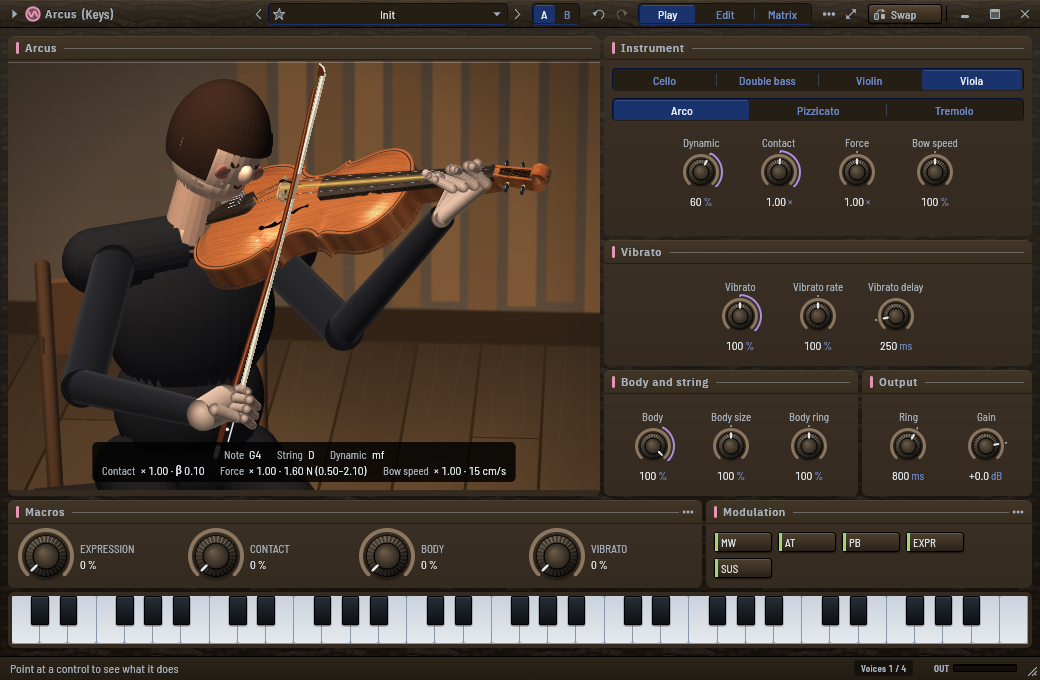 Arcus (Keys)
Init
A B
Play Edit Matrix
Swap
Arcus
Note G4 String D Dynamic mf
Contact × 1.00 · β 0.10 Force × 1.00 · 1.60 N (0.50–2.10) Bow speed × 1.00 · 15 cm/s
Instrument
Cello Double bass Violin Viola
Arco Pizzicato Tremolo
Dynamic Contact Force Bow speed
60 % 1.00 × 1.00 × 100 %
Vibrato
Vibrato Vibrato rate Vibrato delay
100 % 100 % 250 ms
Body and string
Body Body size Body ring
100 % 100 % 100 %
Output
Ring Gain
800 ms +0.0 dB
Macros
EXPRESSION
0 %
CONTACT
0 %
BODY
0 %
VIBRATO
0 %
Modulation
MW AT PB EXPR
SUS
Point at a control to see what it does
Voices 1 / 4
OUT